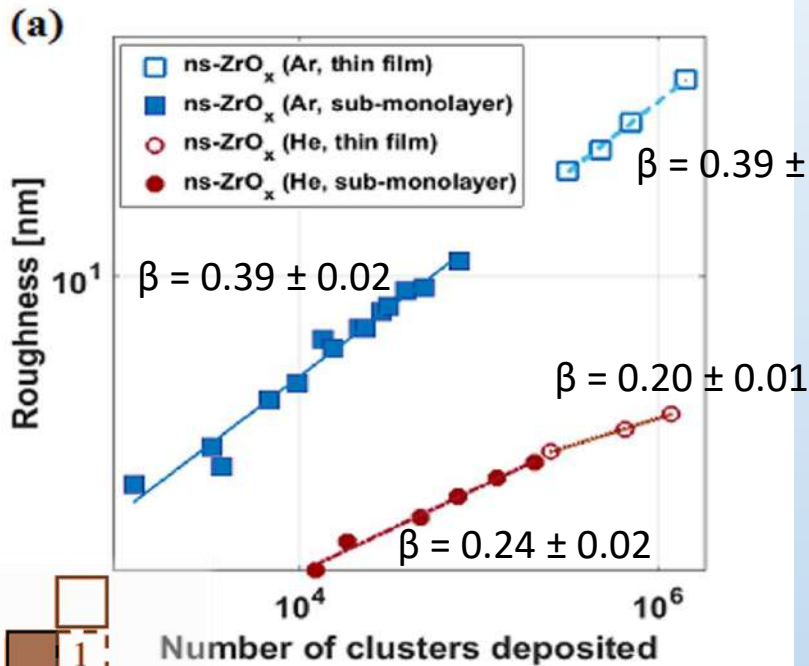 (a)
ns-ZrOₓ (Ar, thin film)
ns-ZrOₓ (Ar, sub-monolayer)
ns-ZrOₓ (He, thin film)
ns-ZrOₓ (He, sub-monolayer)
β = 0.39 ±
β = 0.39 ± 0.02
β = 0.20 ± 0.01
β = 0.24 ± 0.02
Roughness [nm]
10¹
10⁴ 10⁶
Number of clusters deposited
1